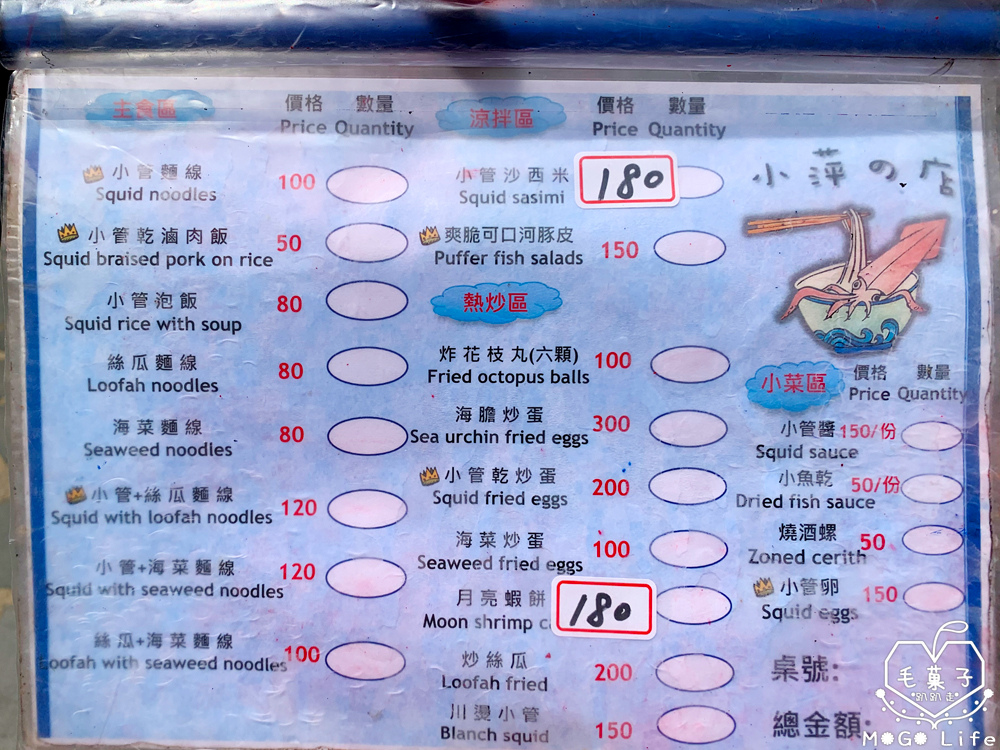 主食區 價格 數量
Price Quantity
小管麵線
Squid noodles 100
小管乾滷肉飯
Squid braised pork on rice 50
小管泡飯
Squid rice with soup 80
絲瓜麵線
Loofah noodles 80
海菜麵線
Seaweed noodles 80
小管+絲瓜麵線
Squid with loofah noodles 120
小管+海菜麵線
Squid with seaweed noodles 120
絲瓜+海菜麵線
oofah with seaweed noodles 100
涼拌區 價格 數量
Price Quantity
小管沙西米
Squid sasimi 180
爽脆可口河豚皮
Puffer fish salads 150
熱炒區
炸花枝丸(六顆)
Fried octopus balls 100
海膽炒蛋
Sea urchin fried eggs 300
小管乾炒蛋
Squid fried eggs 200
海菜炒蛋
Seaweed fried eggs 100
月亮蝦餅
Moon shrimp c 180
炒絲瓜
Loofah fried 200
川燙小管
Blanch squid 150
小萍の店
小菜區 價格 數量
Price Quantity
小管醬 150/份
Squid sauce
小魚乾 50/份
Dried fish sauce
燒酒螺 50
Zoned cerith
小管卵 150
Squid eggs
桌號:
總金額:
毛菓子
趴趴走
MoGo Life